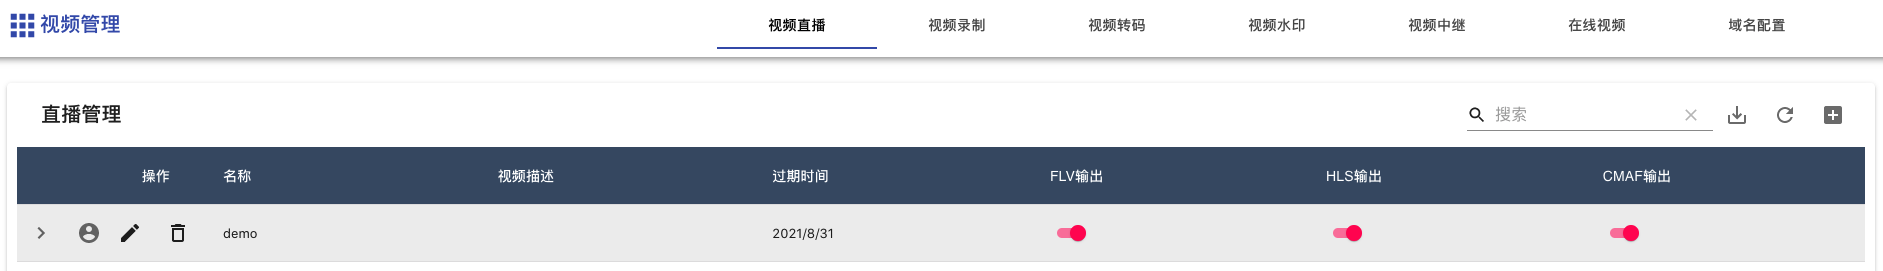 视频管理
视频直播 视频录制 视频转码 视频水印 视频中继 在线视频 域名配置
直播管理
搜索
操作 名称 视频描述 过期时间 FLV输出 HLS输出 CMAF输出
demo 2021/8/31